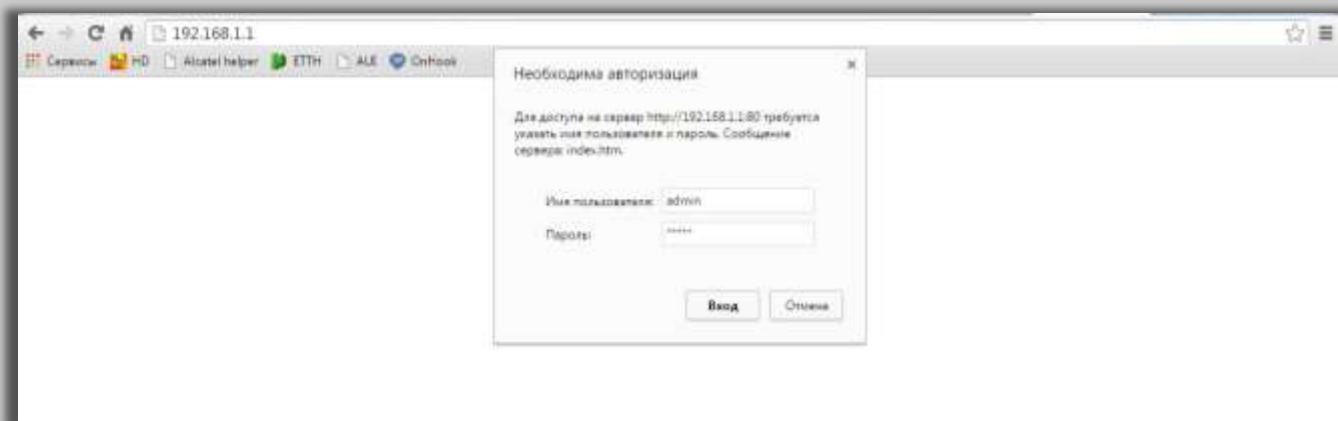 192.168.1.1
Сервисы HD Alcatel helper ETTH ALE OnHook
Необходима авторизация
Для доступа на сервер http://192.168.1.1:80 требуется
указать имя пользователя и пароль. Сообщение
сервера: index.htm.
Имя пользователя: admin
Пароль: *****
Вход Отмена